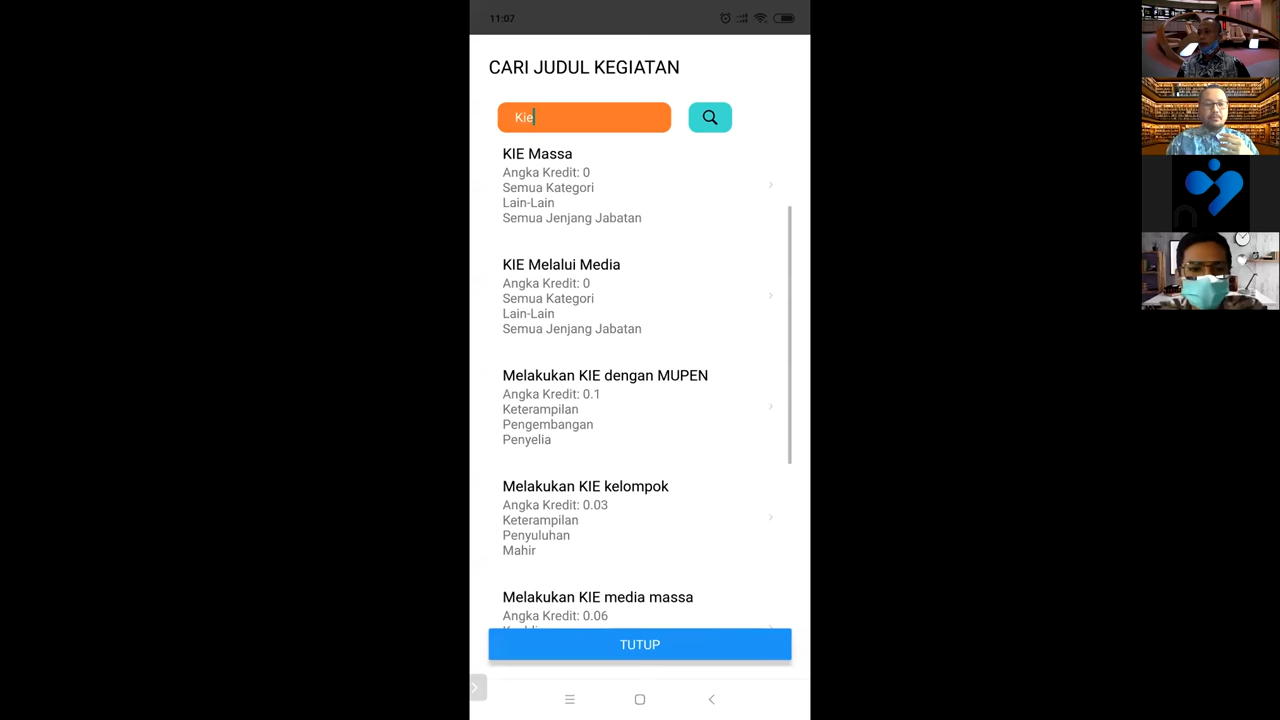 11:07
CARI JUDUL KEGIATAN
Kie
KIE Massa
Angka Kredit: 0
Semua Kategori
Lain-Lain
Semua Jenjang Jabatan
KIE Melalui Media
Angka Kredit: 0
Semua Kategori
Lain-Lain
Semua Jenjang Jabatan
Melakukan KIE dengan MUPEN
Angka Kredit: 0.1
Keterampilan
Pengembangan
Penyelia
Melakukan KIE kelompok
Angka Kredit: 0.03
Keterampilan
Penyuluhan
Mahir
Melakukan KIE media massa
Angka Kredit: 0.06
TUTUP